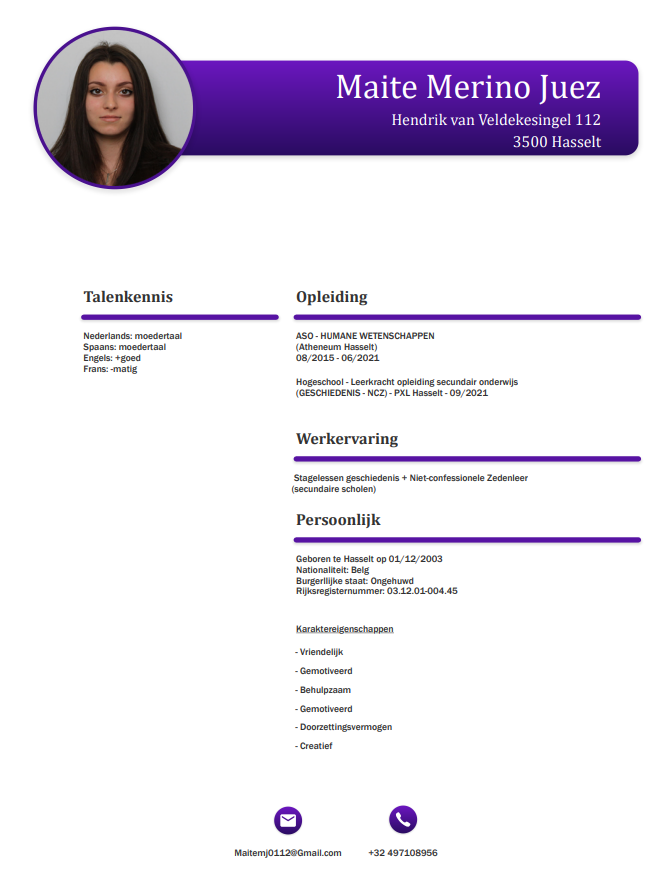 Maite Merino Juez
Hendrik van Veldekesingel 112
3500 Hasselt
Talenkennis
Nederlands: moedertaal
Spaans: moedertaal
Engels: +goed
Frans: -matig
Opleiding
ASO - HUMANE WETENSCHAPPEN
(Atheneum Hasselt)
08/2015 - 06/2021
Hogeschool - Leerkracht opleiding secundair onderwijs
(GESCHIEDENIS - NCZ) - PXL Hasselt - 09/2021
Werkervaring
Stagelessen geschiedenis + Niet-confessionele Zedenleer
(secundaire scholen)
Persoonlijk
Geboren te Hasselt op 01/12/2003
Nationaliteit: Belg
Burgerllijke staat: Ongehuwd
Rijksregisternummer: 03.12.01-004.45
Karaktereigenschappen
- Vriendelijk
- Gemotiveerd
- Behulpzaam
- Gemotiveerd
- Doorzettingsvermogen
- Creatief
Maitemj0112@Gmail.com
+32 497108956